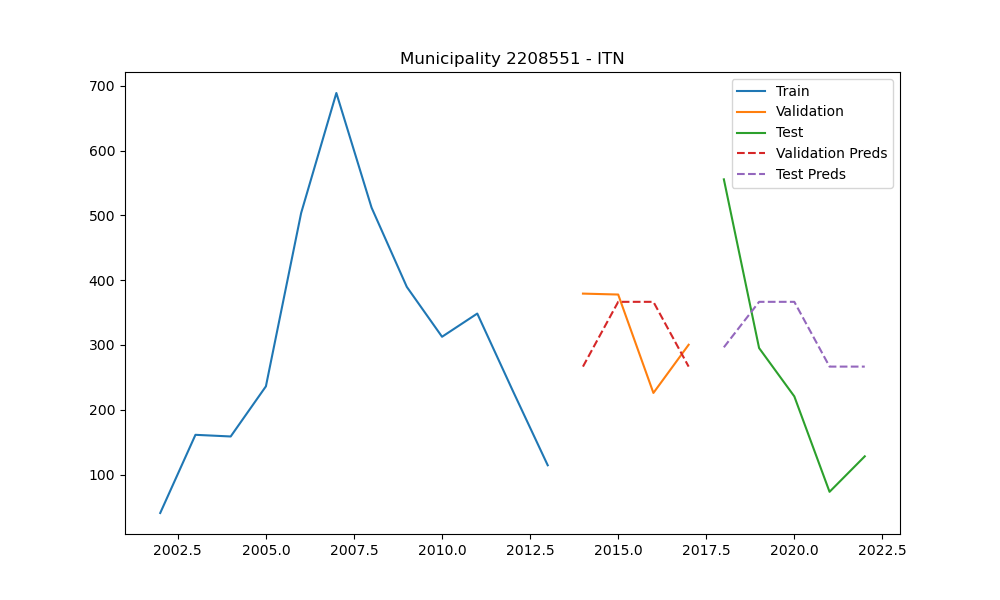 Municipality 2208551 - ITN
700
600
500
400
300
200
100
Train
Validation
Test
Validation Preds
Test Preds
2002.5 2005.0 2007.5 2010.0 2012.5 2015.0 2017.5 2020.0 2022.5